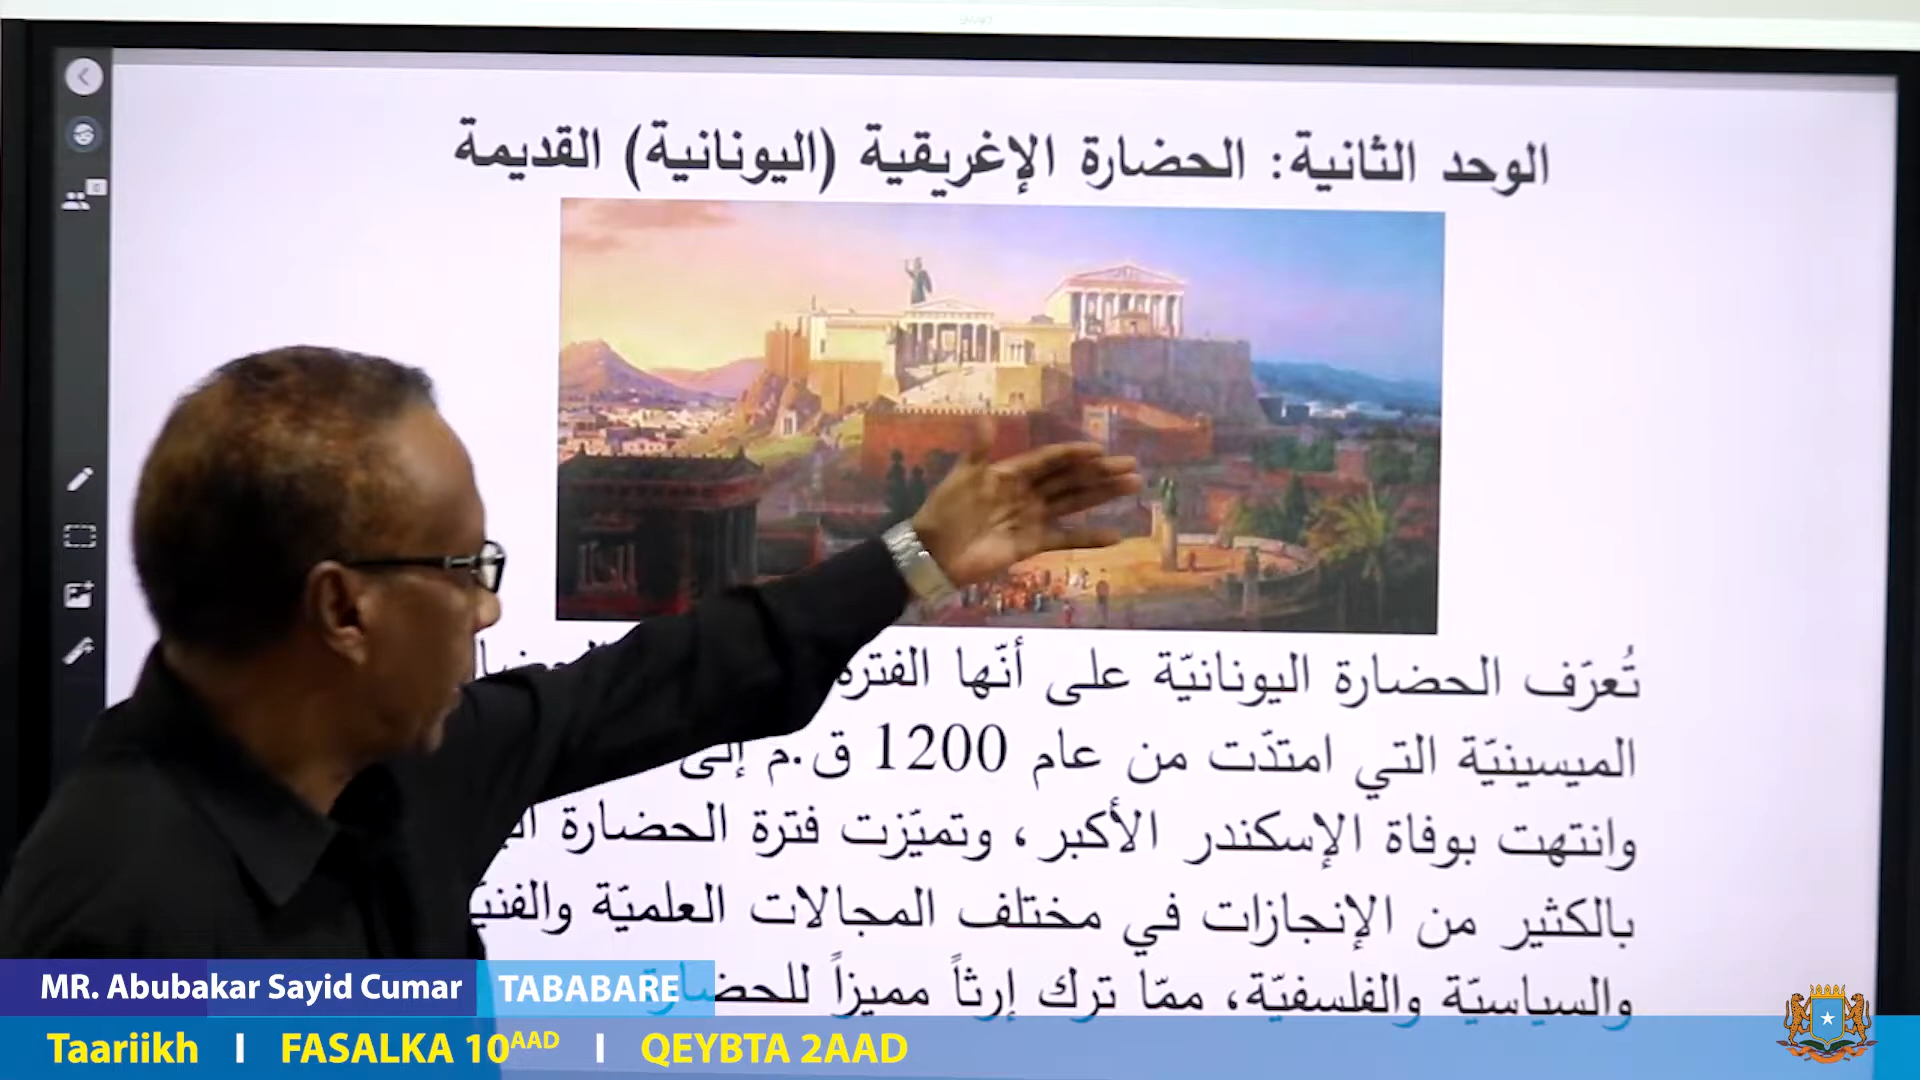 الوحد الثانية: الحضارة الإغريقية (اليونانية) القديمة
تُعرّف الحضارة اليونانيّة على أنّها الفترة
الميسينيّة التي امتدّت من عام 1200 ق.م إلى
وانتهت بوفاة الإسكندر الأكبر، وتميّزت فترة الحضارة
بالكثير من الإنجازات في مختلف المجالات العلميّة والفنيّة
والسياسيّة والفلسفيّة، ممّا ترك إرثاً مميزاً للحضارة
MR. Abubakar Sayid Cumar TABABARE
Taariikh I FASALKA 10AAD I QEYBTA 2AAD